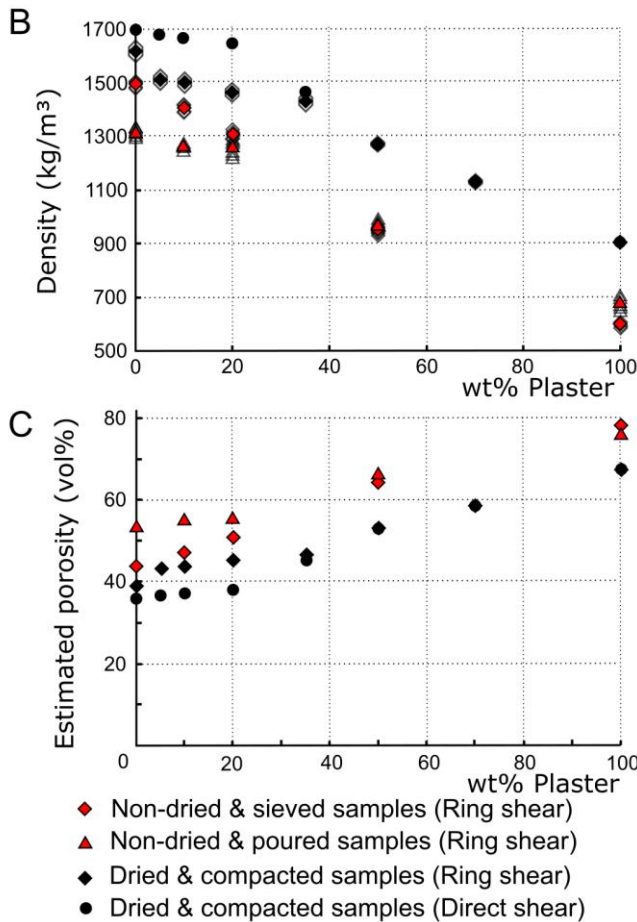 B
Density (kg/m³)
1700
1500
1300
1100
900
700
500
0 20 40 60 80 100
wt% Plaster
C
Estimated porosity (vol%)
80
60
40
20
0 20 40 60 80 100
wt% Plaster
Non-dried & sieved samples (Ring shear)
Non-dried & poured samples (Ring shear)
Dried & compacted samples (Ring shear)
Dried & compacted samples (Direct shear)